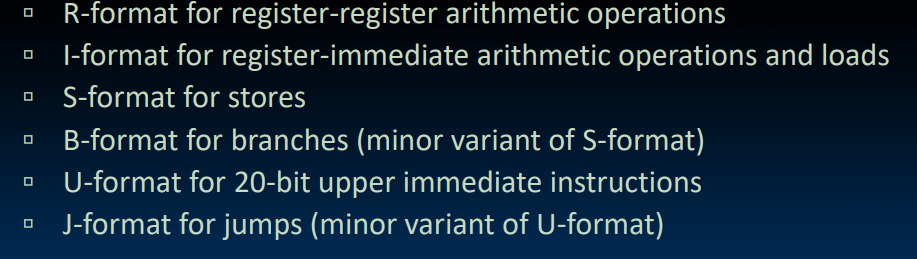 R-format for register-register arithmetic operations
I-format for register-immediate arithmetic operations and loads
S-format for stores
B-format for branches (minor variant of S-format)
U-format for 20-bit upper immediate instructions
J-format for jumps (minor variant of U-format)